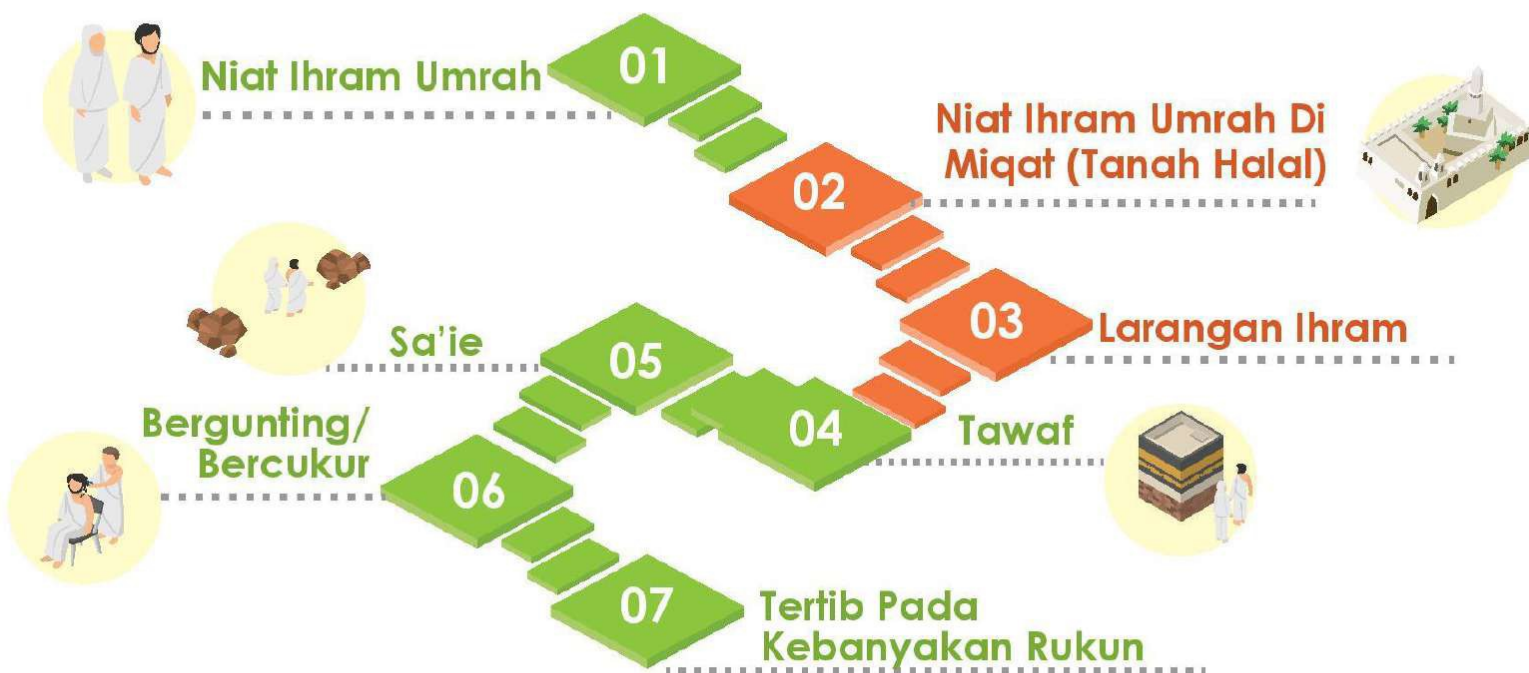 01
Niat Ihram Umrah
02
Niat Ihram Umrah Di
Miqat (Tanah Halal)
03
Larangan Ihram
04
Tawaf
05
Sa'ie
06
Bergunting/
Bercukur
07
Tertib Pada
Kebanyakan Rukun